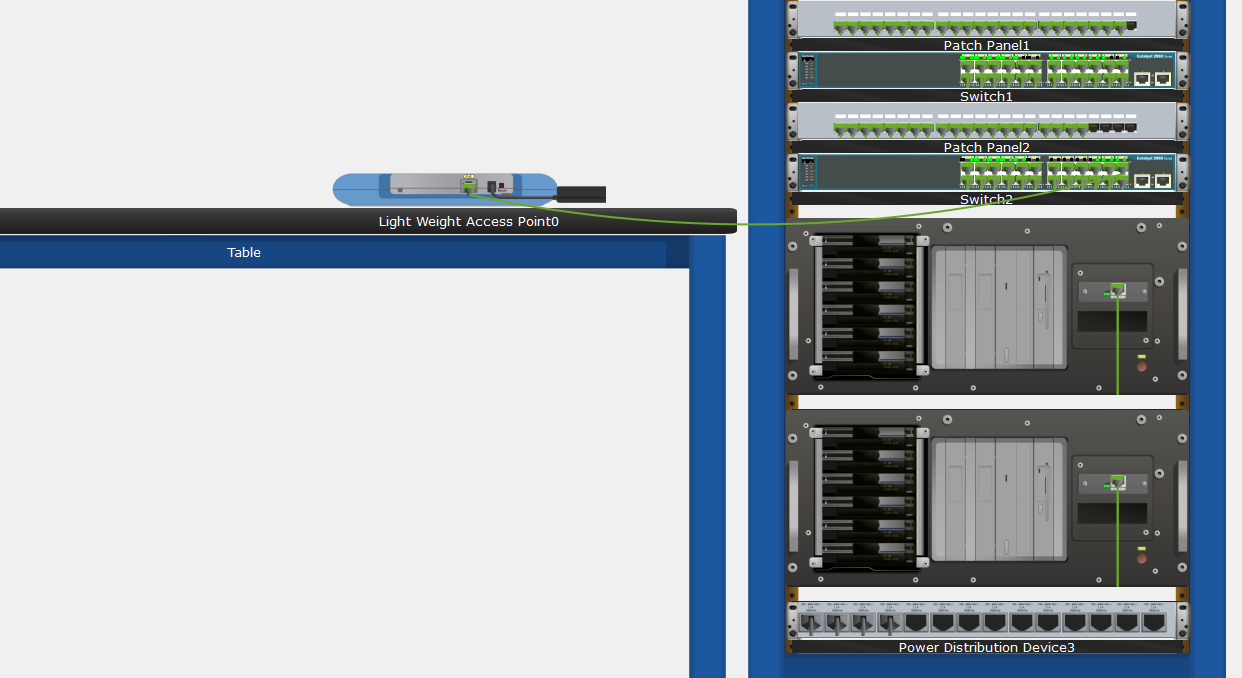 Patch Panel1
Catalyst 2960 Series
Switch1
Patch Panel2
Catalyst 2960 Series
Switch2
Light Weight Access Point0
Table
Power Distribution Device3